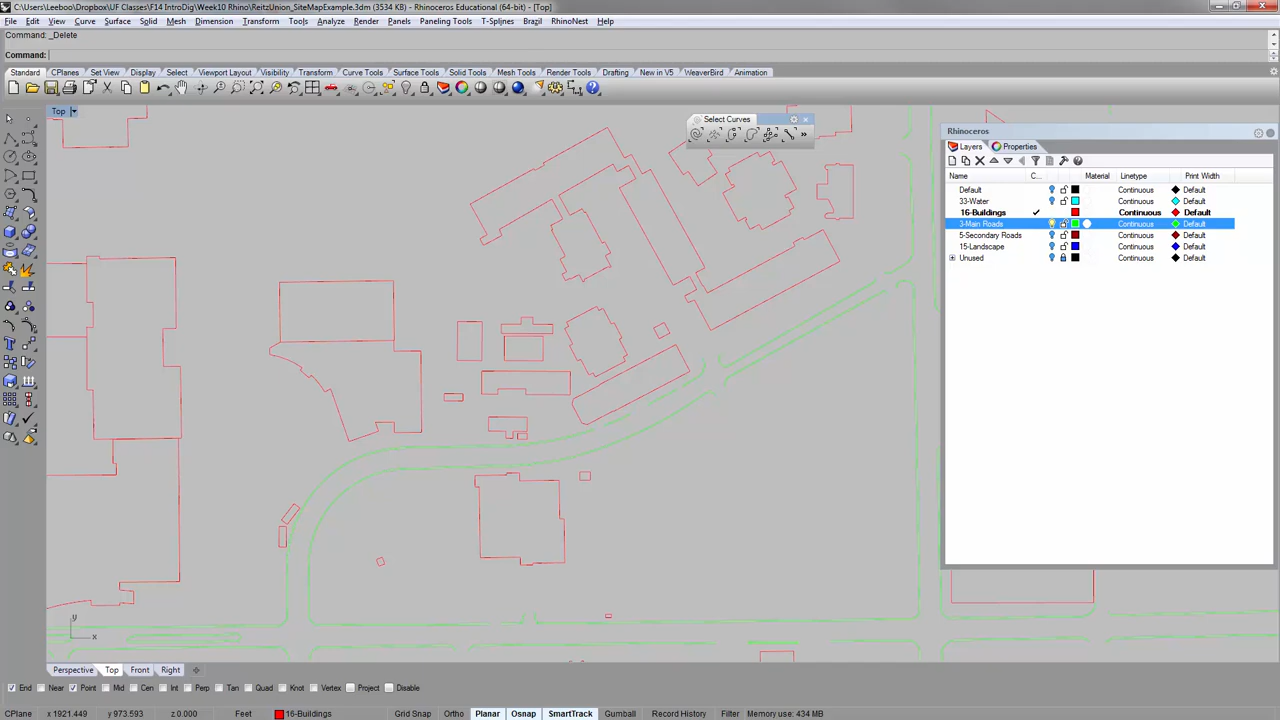 C:\Users\Leeboo\Dropbox\UF Classes\F14 IntroDig\Week10 Rhino\ReitzUnion_SiteMapExample.3dm (3534 KB) - Rhinoceros Educational (64-bit) - [Top]
File Edit View Curve Surface Solid Mesh Dimension Transform Tools Analyze Render Panels Paneling Tools T-Splines Brazil RhinoNest Help
Command: _Delete
Command:
Standard CPlanes Set View Display Select Viewport Layout Visibility Transform Curve Tools Surface Tools Solid Tools Mesh Tools Render Tools Drafting New in V5 WeaverBird Animation
Top
Select Curves
Rhinoceros
Layers Properties
Name C... Material Linetype Print Width
Default Continuous Default
33-Water Continuous Default
16-Buildings Continuous Default
3-Main Roads Continuous Default
5-Secondary Roads Continuous Default
15-Landscape Continuous Default
Unused Continuous Default
y
x
Perspective Top Front Right
End Near Point Mid Cen Int Perp Tan Quad Knot Vertex Project Disable
CPlane x 1921.449 y 973.593 z 0.000 Feet 16-Buildings Grid Snap Ortho Planar Osnap SmartTrack Gumball Record History Filter Memory use: 434 MB